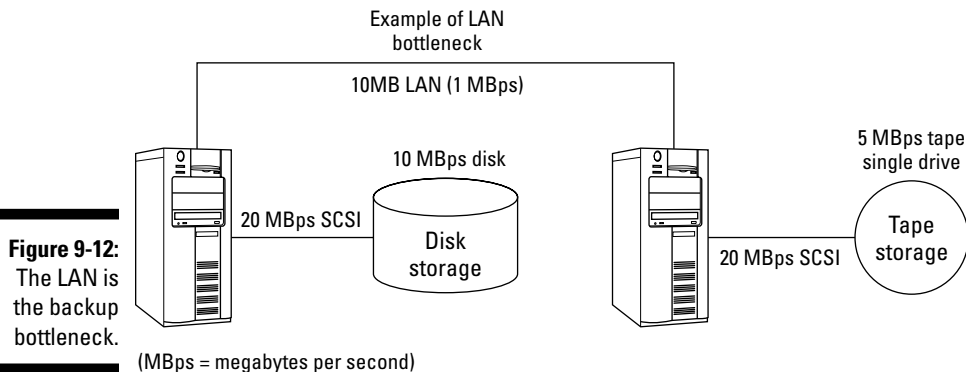 Example of LAN
bottleneck
10MB LAN (1 MBps)
5 MBps tape
single drive
10 MBps disk
20 MBps SCSI
Disk
storage
Tape
storage
20 MBps SCSI
Figure 9-12:
The LAN is
the backup
bottleneck.
(MBps = megabytes per second)